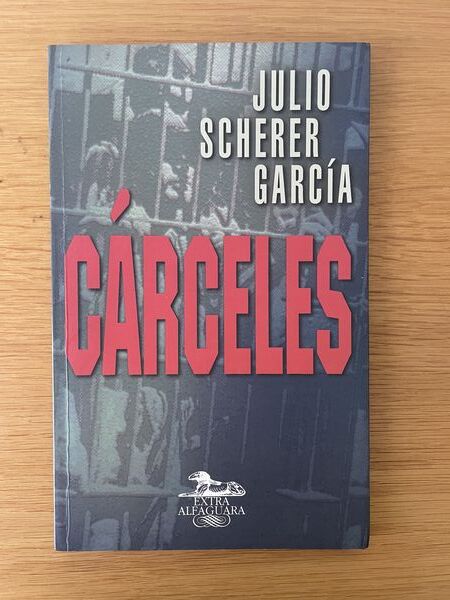 JULIO
SCHERER
GARCÍA
CÁRCELES
EXTRA
ALFAGUARA